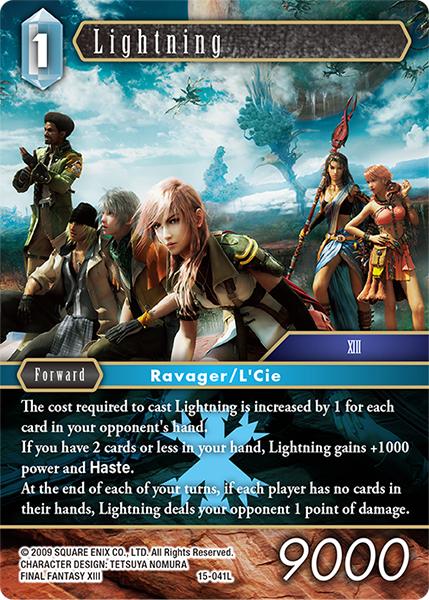 1
Lightning
XIII
Forward
Ravager/L'Cie
The cost required to cast Lightning is increased by 1 for each
card in your opponent's hand.
If you have 2 cards or less in your hand, Lightning gains +1000
power and Haste.
At the end of each of your turns, if each player has no cards in
their hands, Lightning deals your opponent 1 point of damage.
© 2009 SQUARE ENIX CO., LTD. All Rights Reserved.
CHARACTER DESIGN: TETSUYA NOMURA
FINAL FANTASY XIII
15-041L
9000